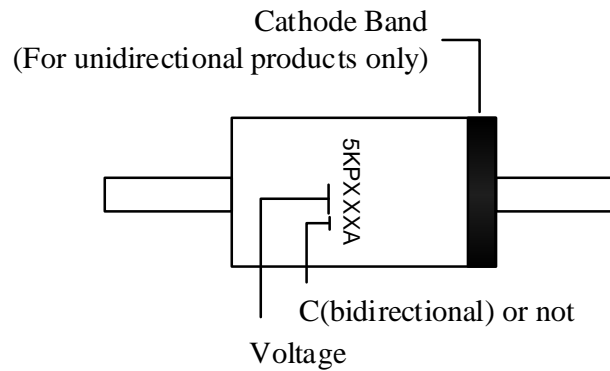 Cathode Band
(For unidirectional products only)
5KPXXXA
C(bidirectional) or not
Voltage